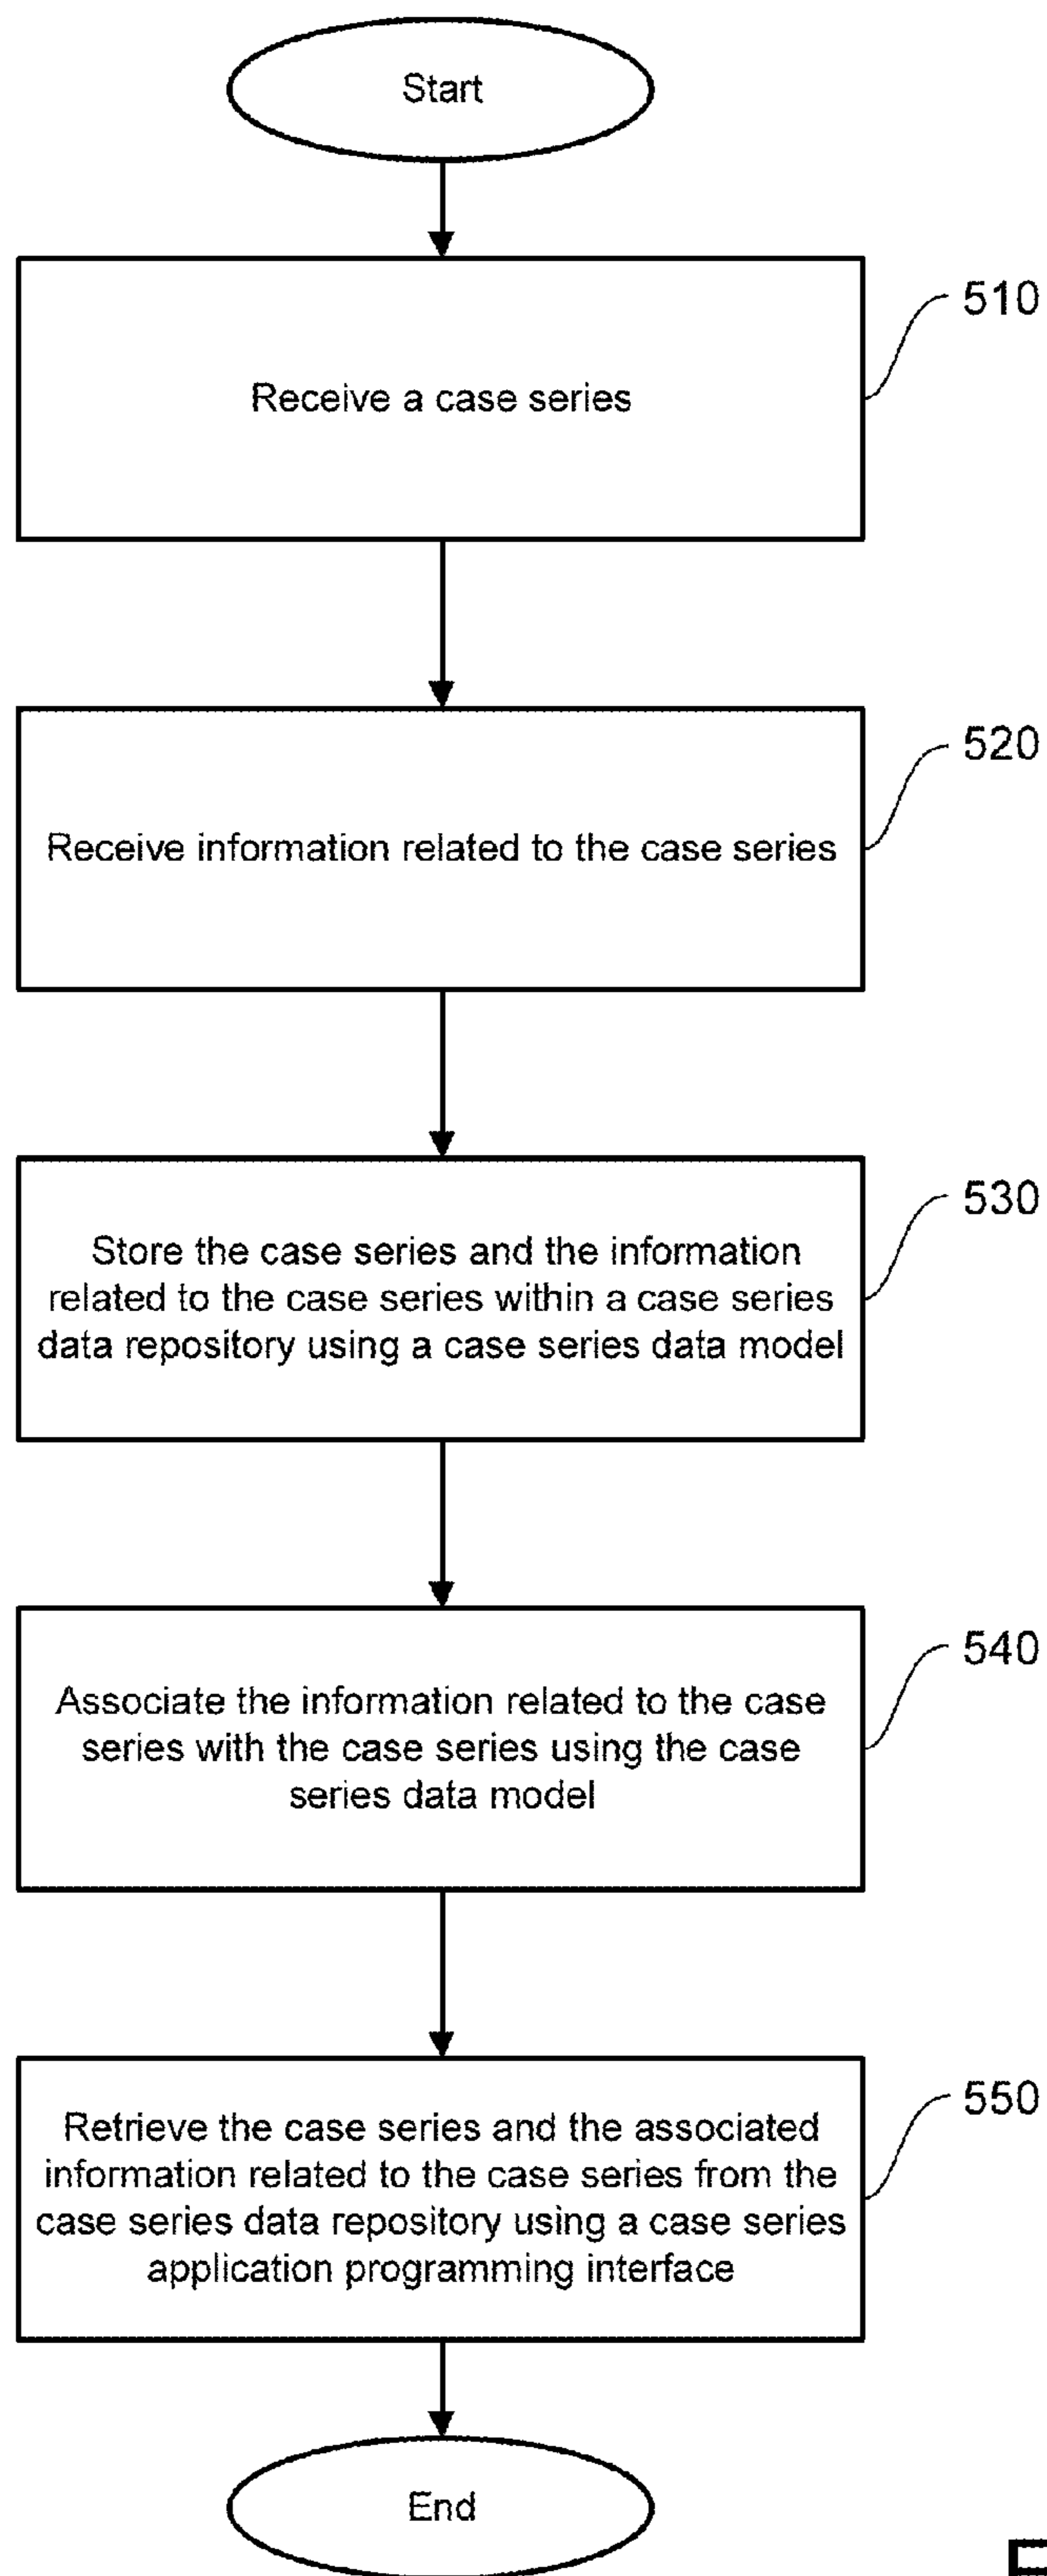 Start
510
Receive a case series
520
Receive information related to the case series
530
Store the case series and the information
related to the case series within a case series
data repository using a case series data model
540
Associate the information related to the case
series with the case series using the case
series data model
550
Retrieve the case series and the associated
information related to the case series from the
case series data repository using a case series
application programming interface
End